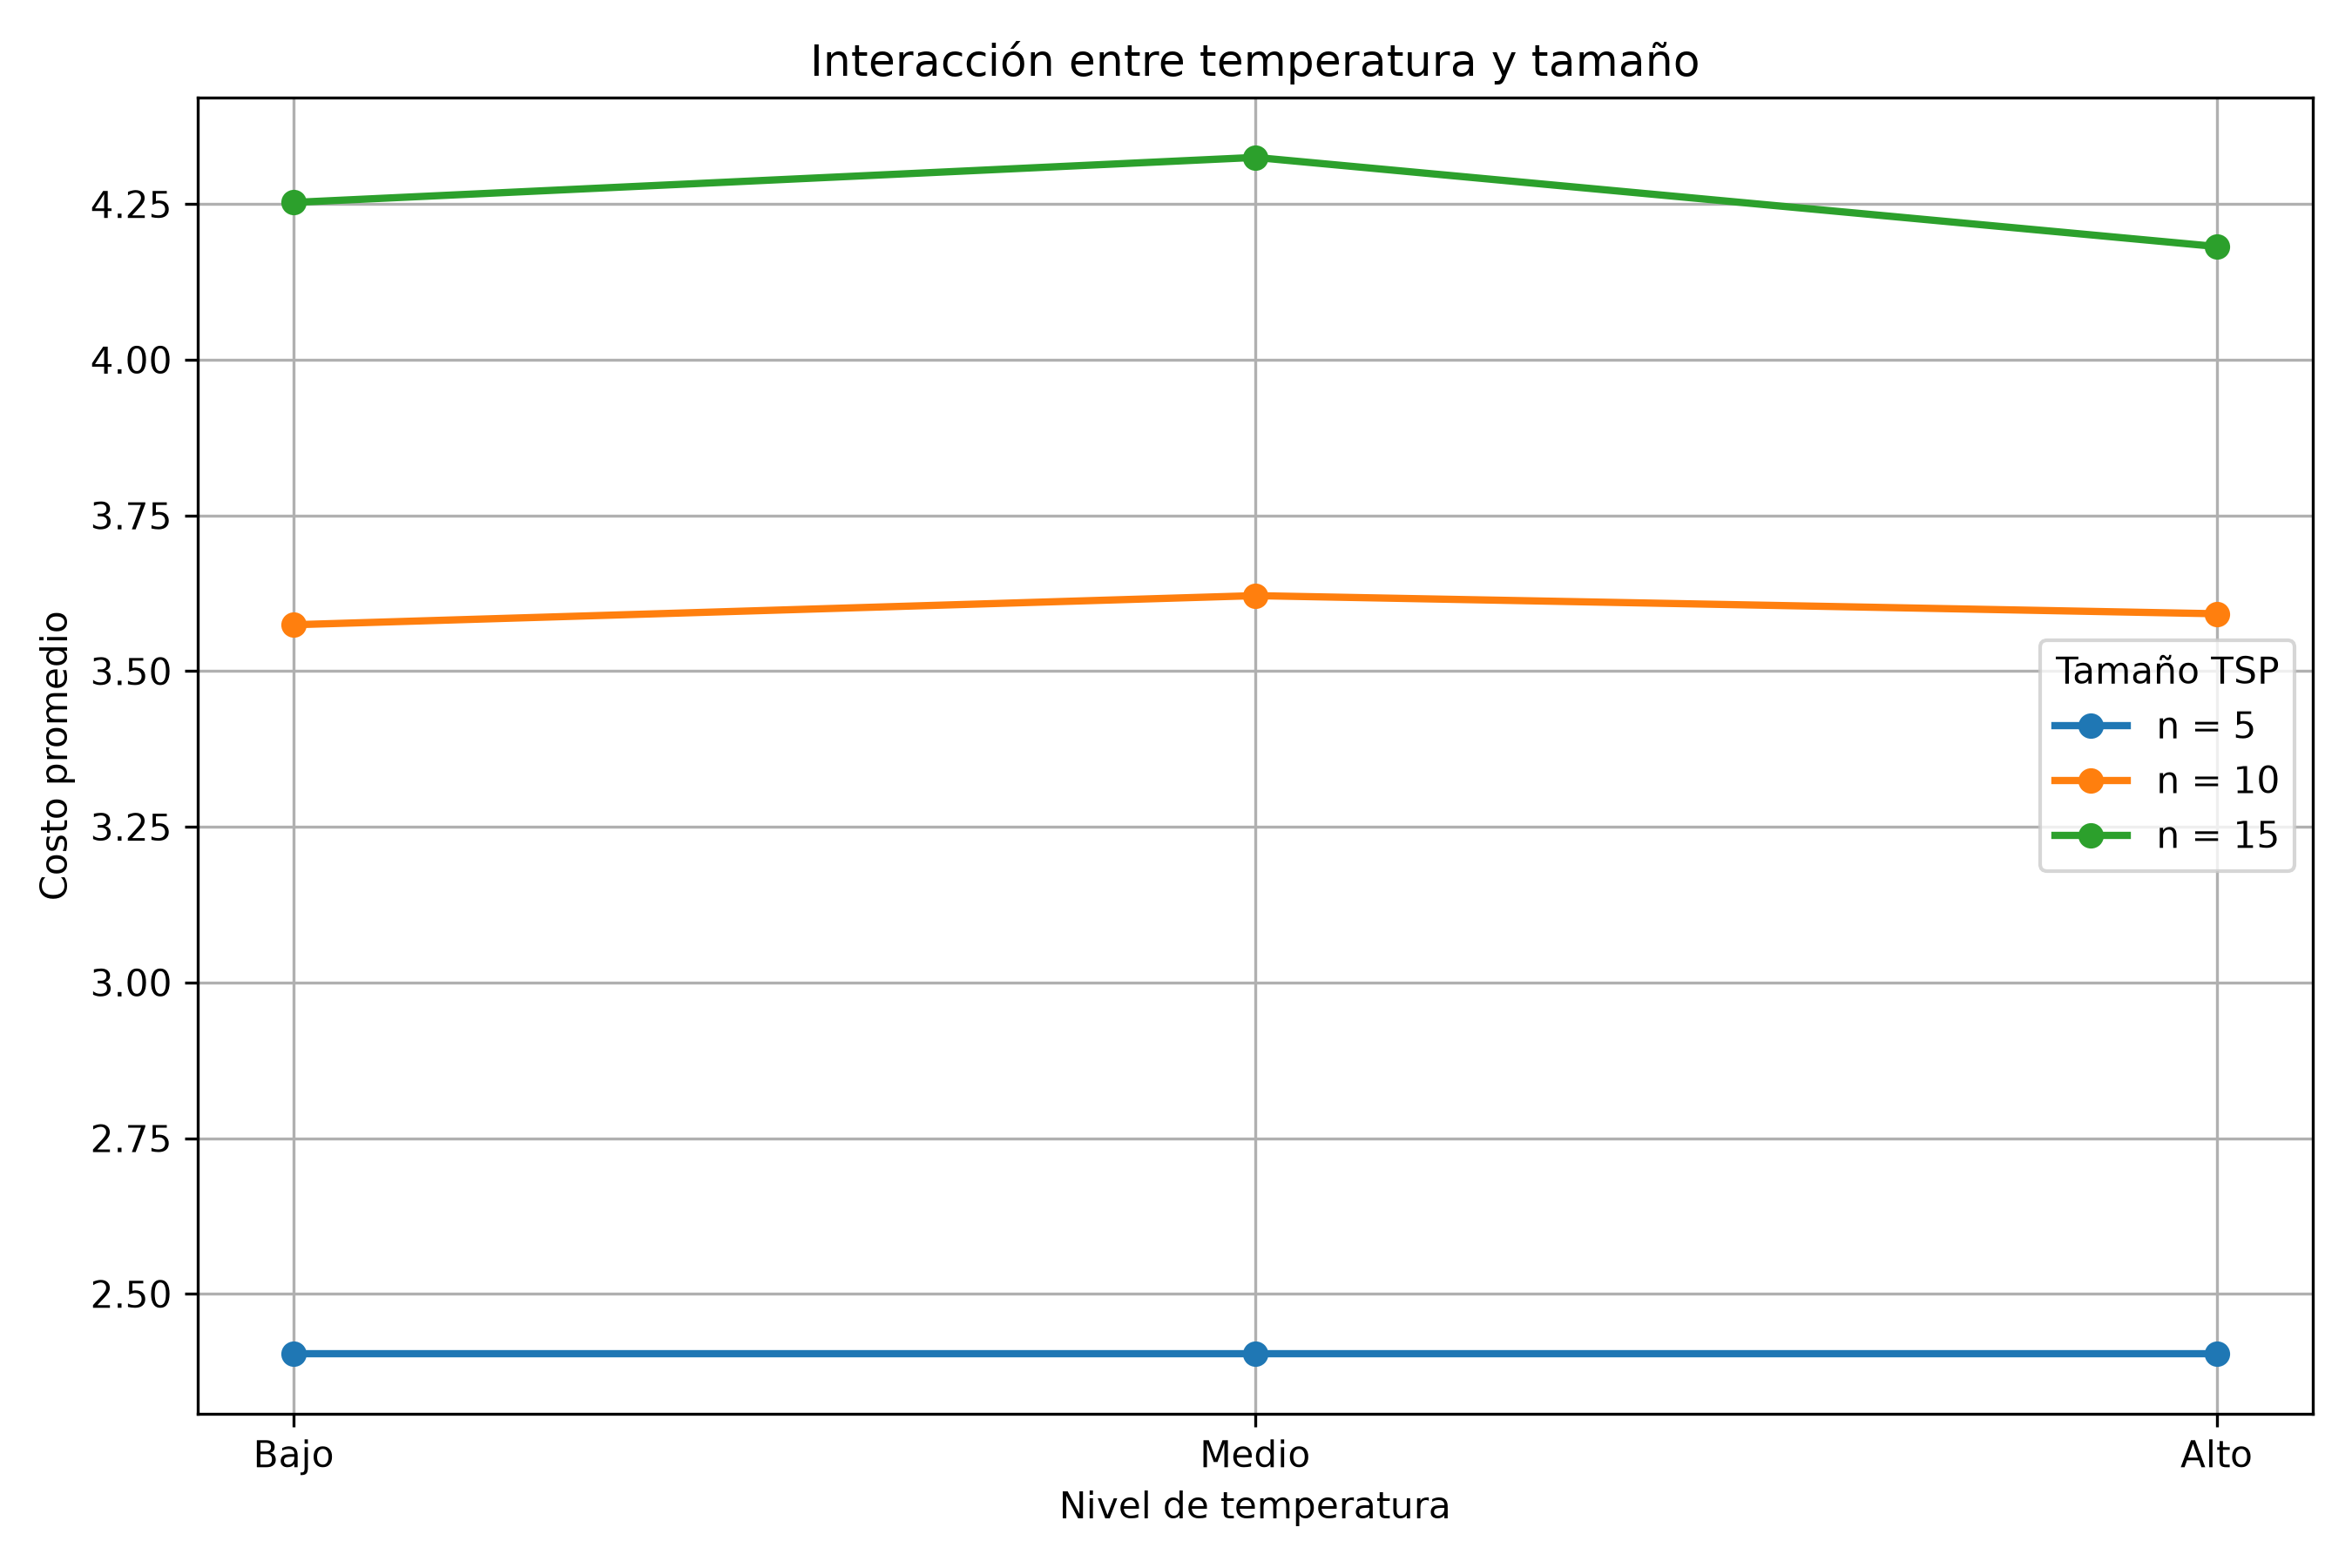 Interacción entre temperatura y tamaño
4.25
4.00
3.75
3.50
3.25
3.00
2.75
2.50
Costo promedio
Tamaño TSP
n = 5
n = 10
n = 15
Bajo
Medio
Alto
Nivel de temperatura